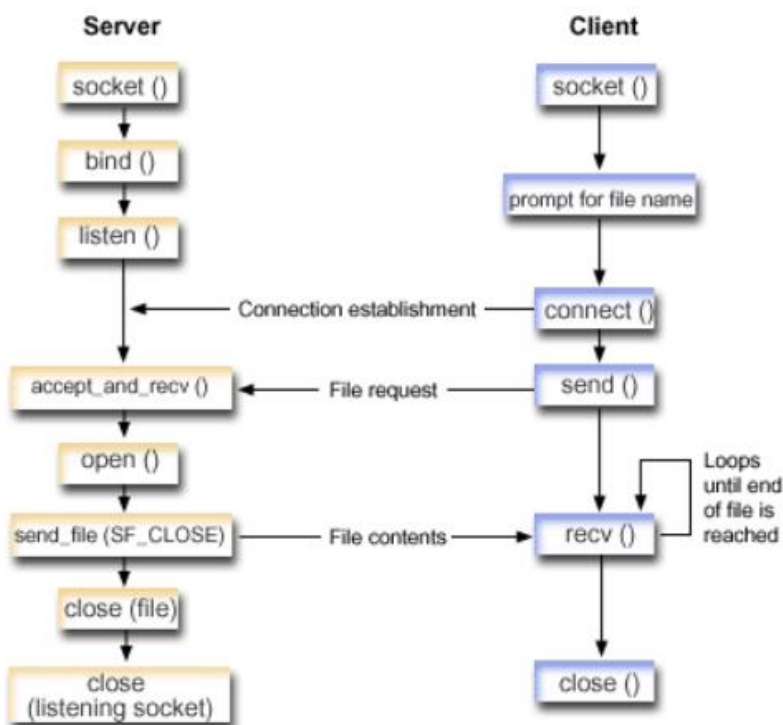 Server
socket ()
bind ()
listen ()
accept_and_recv ()
open ()
send_file (SF_CLOSE)
close (file)
close
(listening socket)
Connection establishment
File request
File contents
Client
socket ()
prompt for file name
connect ()
send ()
recv ()
close ()
Loops
until end
of file is
reached